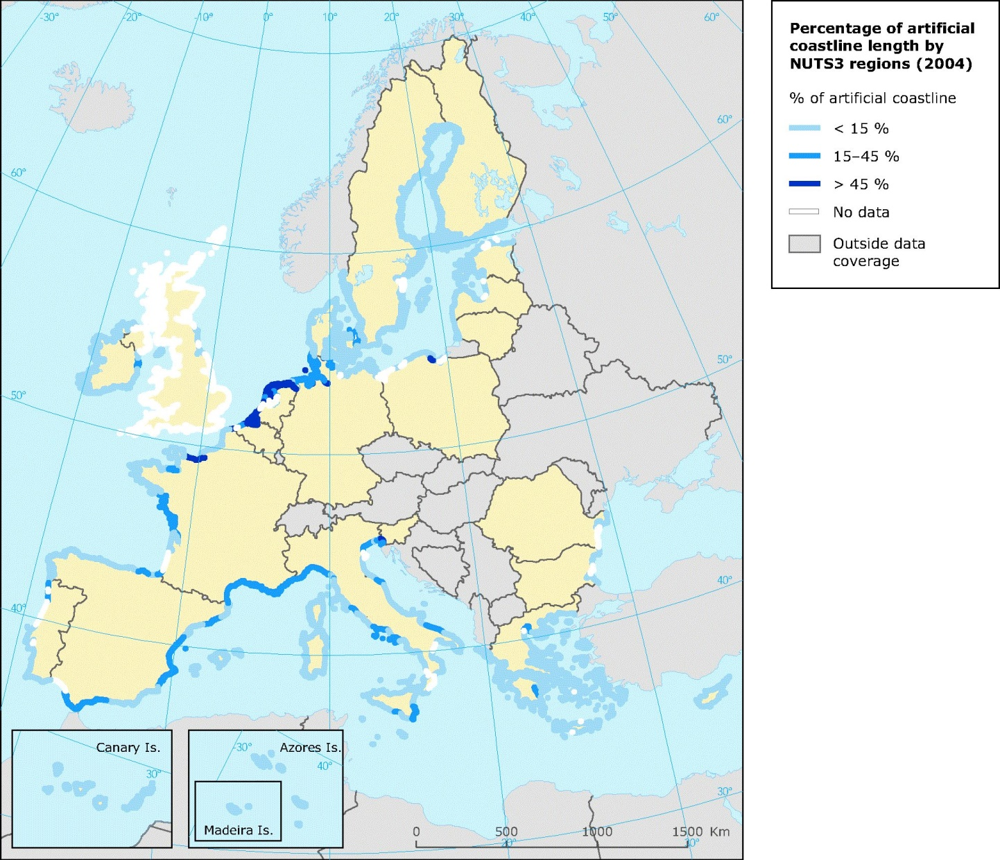 -30°
-20°
-10°
0°
10°
20°
30°
40°
50°
60°
60°
50°
40°
60°
50°
40°
30°
20°
30°
Percentage of artificial
coastline length by
NUTS3 regions (2004)
% of artificial coastline
< 15 %
15–45 %
> 45 %
No data
Outside data
coverage
Canary Is.
30°
-30°
Azores Is.
40°
Madeira Is.
0 500 1000 1500 Km